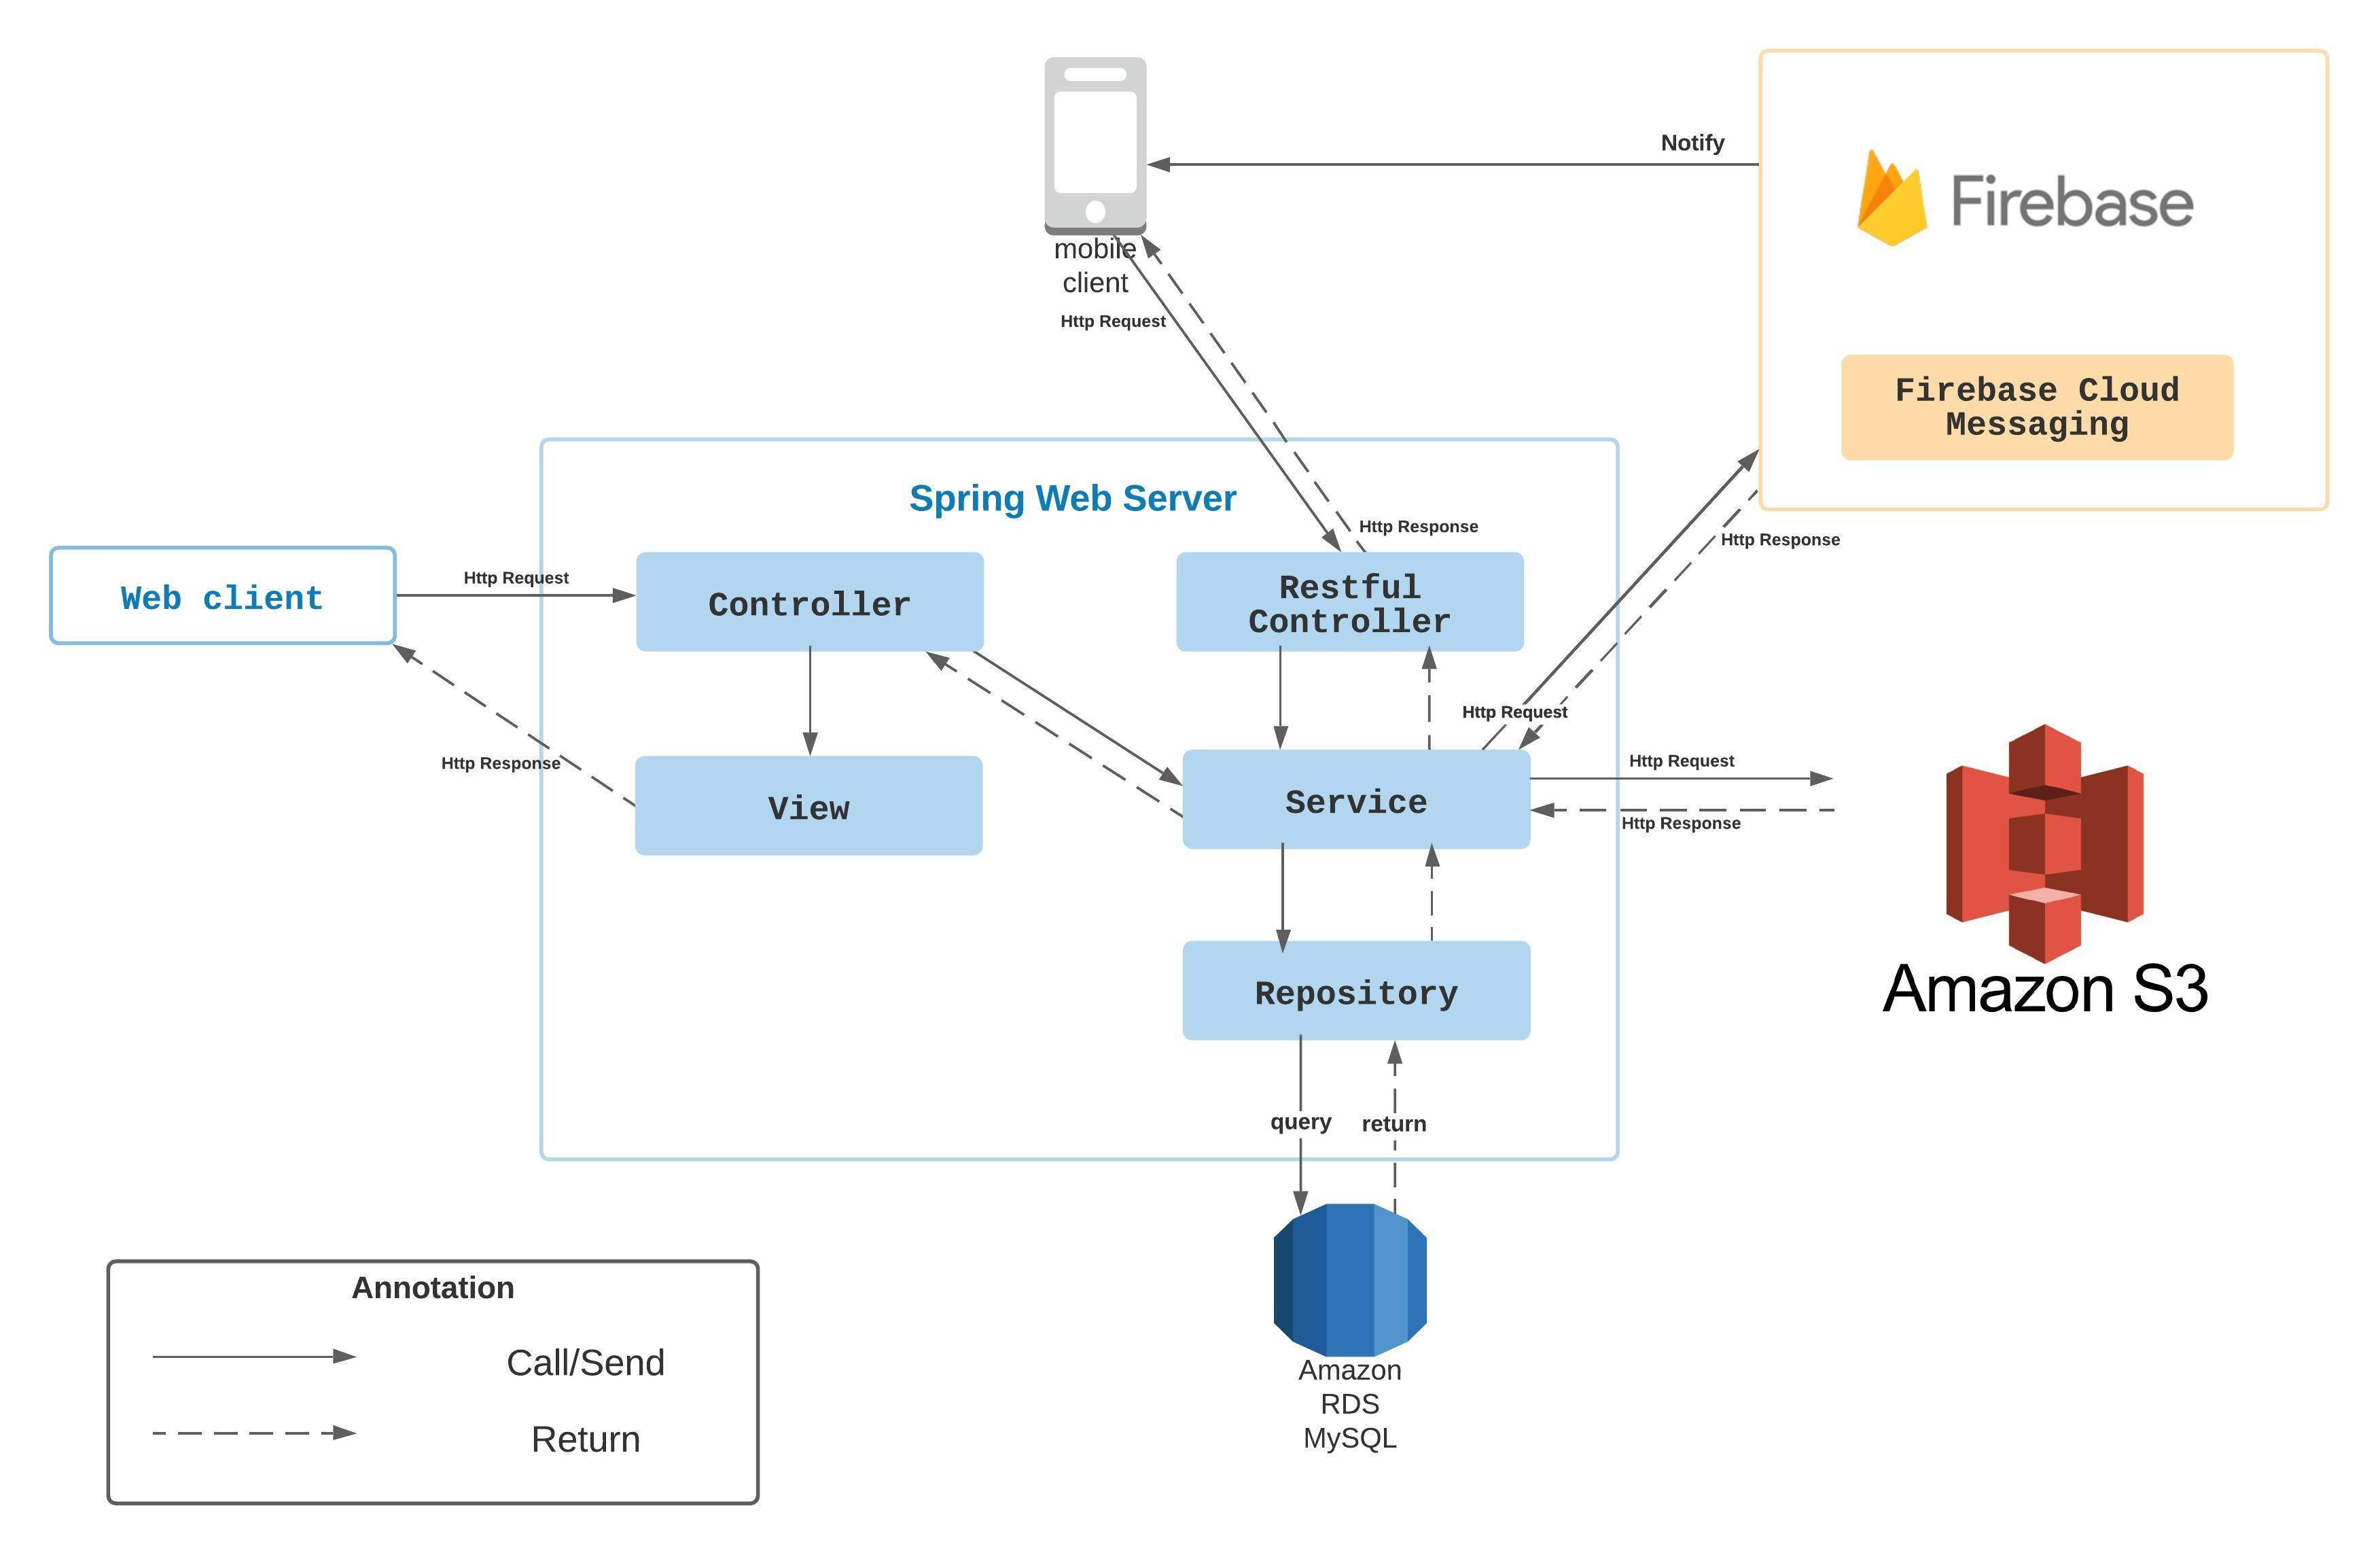 Notify
Firebase
mobile
client
Http Request
Firebase Cloud
Messaging
Spring Web Server
Http Response
Http Response
Web client
Http Request
Controller
Restful
Controller
Http Request
Http Response
View
Service
Http Request
Http Response
Repository
Amazon S3
query
return
Annotation
Call/Send
Return
Amazon
RDS
MySQL